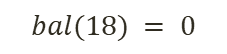 bal(18) = 0